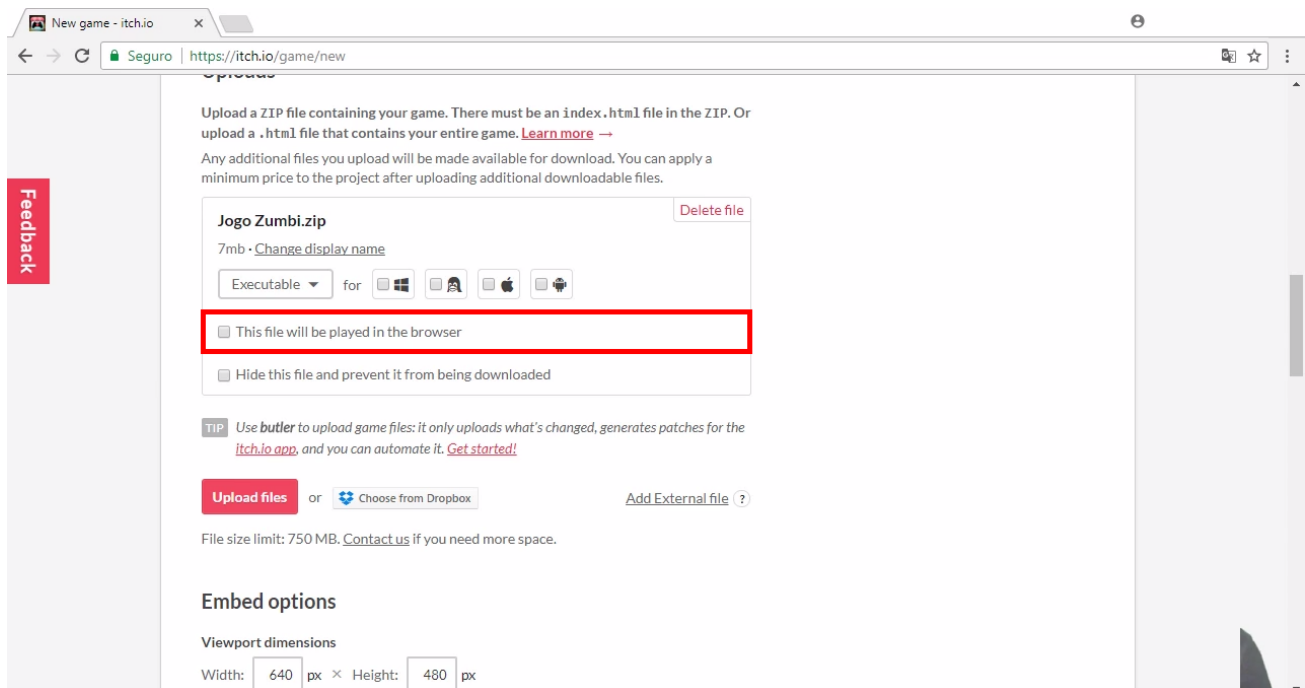 New game - itch.io
Seguro | https://itch.io/game/new
Uploads
Upload a ZIP file containing your game. There must be an index.html file in the ZIP. Or
upload a .html file that contains your entire game. Learn more →
Any additional files you upload will be made available for download. You can apply a
minimum price to the project after uploading additional downloadable files.
Feedback
Jogo Zumbi.zip
Delete file
7mb · Change display name
Executable for
This file will be played in the browser
Hide this file and prevent it from being downloaded
TIP Use butler to upload game files: it only uploads what's changed, generates patches for the
itch.io app, and you can automate it. Get started!
Upload files or Choose from Dropbox Add External file ?
File size limit: 750 MB. Contact us if you need more space.
Embed options
Viewport dimensions
Width: 640 px × Height: 480 px